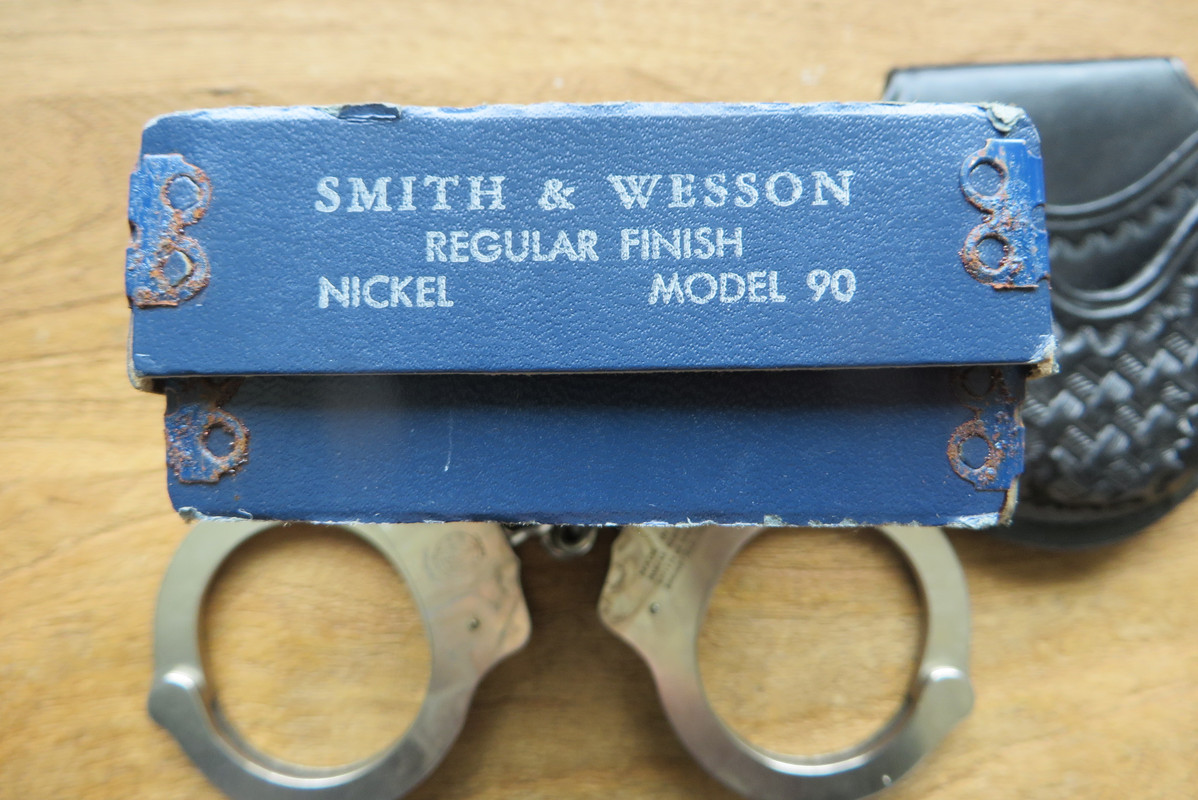 SMITH & WESSON
REGULAR FINISH
NICKEL MODEL 90